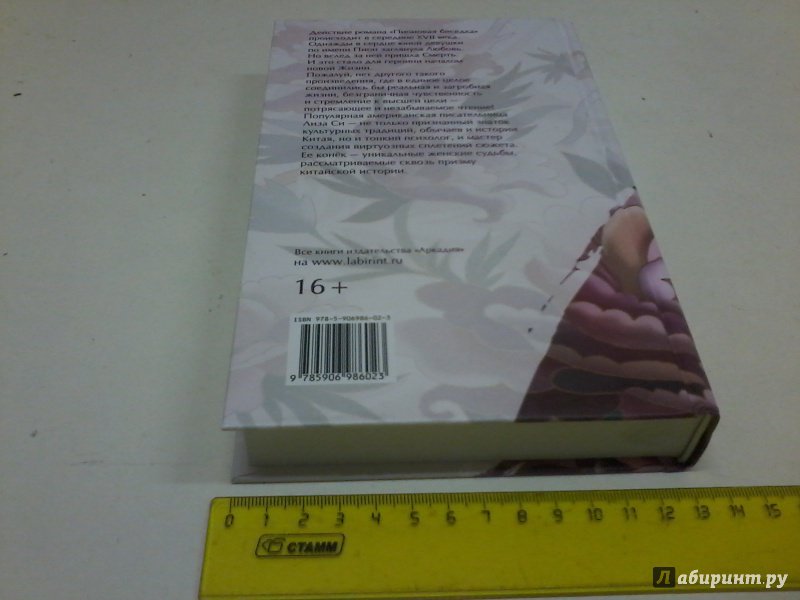 Действие романа «Пионовая беседка»
происходит в середине XVII века.
Однажды в сердце юной девушки
по имени Пион заглянула Любовь.
Но вслед за ней пришла Смерть.
И это стало для героини началом
новой Жизни.
Пожалуй, нет другого такого
произведения, где в единое целое
соединились бы реальная и загробная
жизни, безграничная чувственность
и стремление к высшей цели —
потрясающее и незабываемое чтение!
Популярная американская писательница
Лиза Си — не только признанный знаток
культурных традиций, обычаев и истории
Китая, но и тонкий психолог, и мастер
создания виртуозных сплетений сюжета.
Ее конёк — уникальные женские судьбы,
рассматриваемые сквозь призму
китайской истории.
Все книги издательства «Аркадия»
на www.labirint.ru
16+
ISBN 978-5-906986-02-3
9 785906 986023
0 1 2 3 4 5 6 7 8 9 10 11 12 13 14 15
СТАММ
Лабиринт.ру